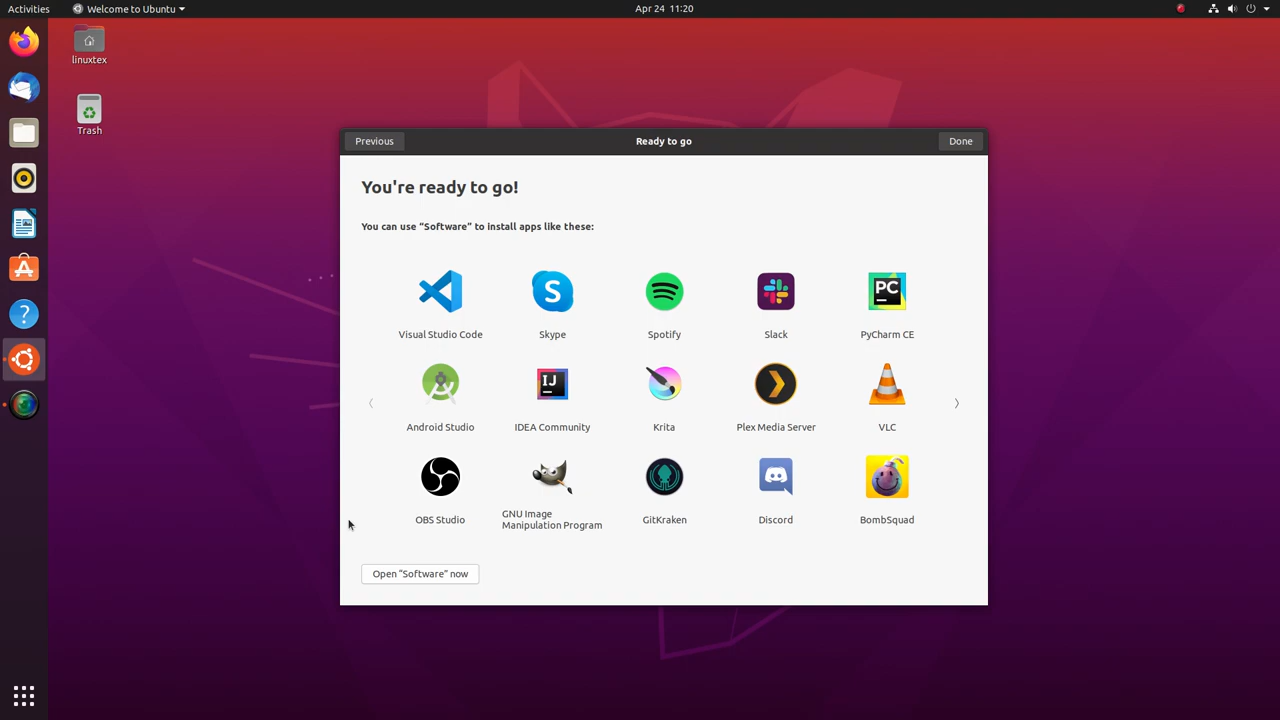 Activities
Welcome to Ubuntu
Apr 24 11:20
linuxtex
Trash
Previous
Ready to go
Done
You're ready to go!
You can use “Software” to install apps like these:
Visual Studio Code
S
Skype
Spotify
Slack
PC
PyCharm CE
Android Studio
IJ
IDEA Community
Krita
Plex Media Server
VLC
OBS Studio
GNU Image
Manipulation Program
GitKraken
Discord
BombSquad
Open “Software” now